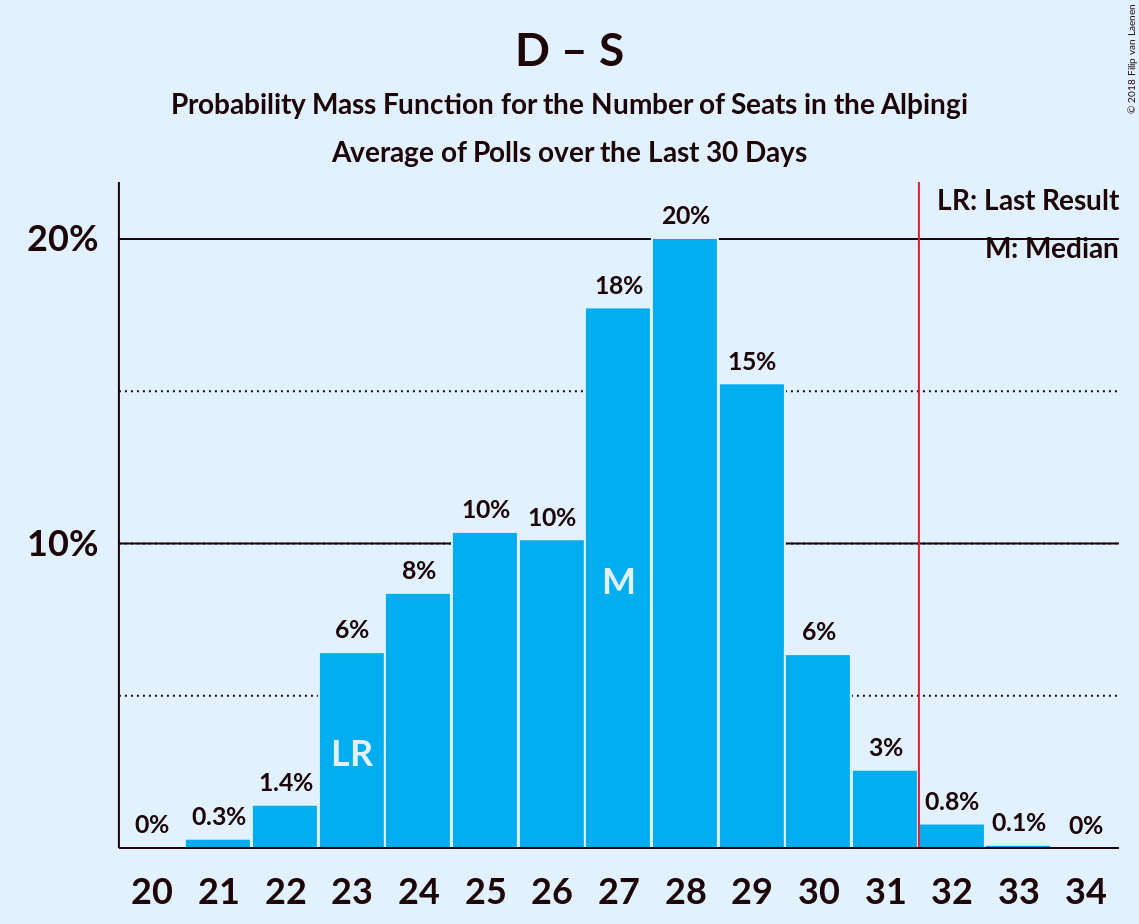 D – S
Probability Mass Function for the Number of Seats in the Alþingi
Average of Polls over the Last 30 Days
© 2018 Filip van Laenen
LR: Last Result
M: Median
20%
10%
0%
0.3%
1.4%
6%
8%
10%
10%
18%
20%
15%
6%
3%
0.8%
0.1%
0%
LR
M
20 21 22 23 24 25 26 27 28 29 30 31 32 33 34